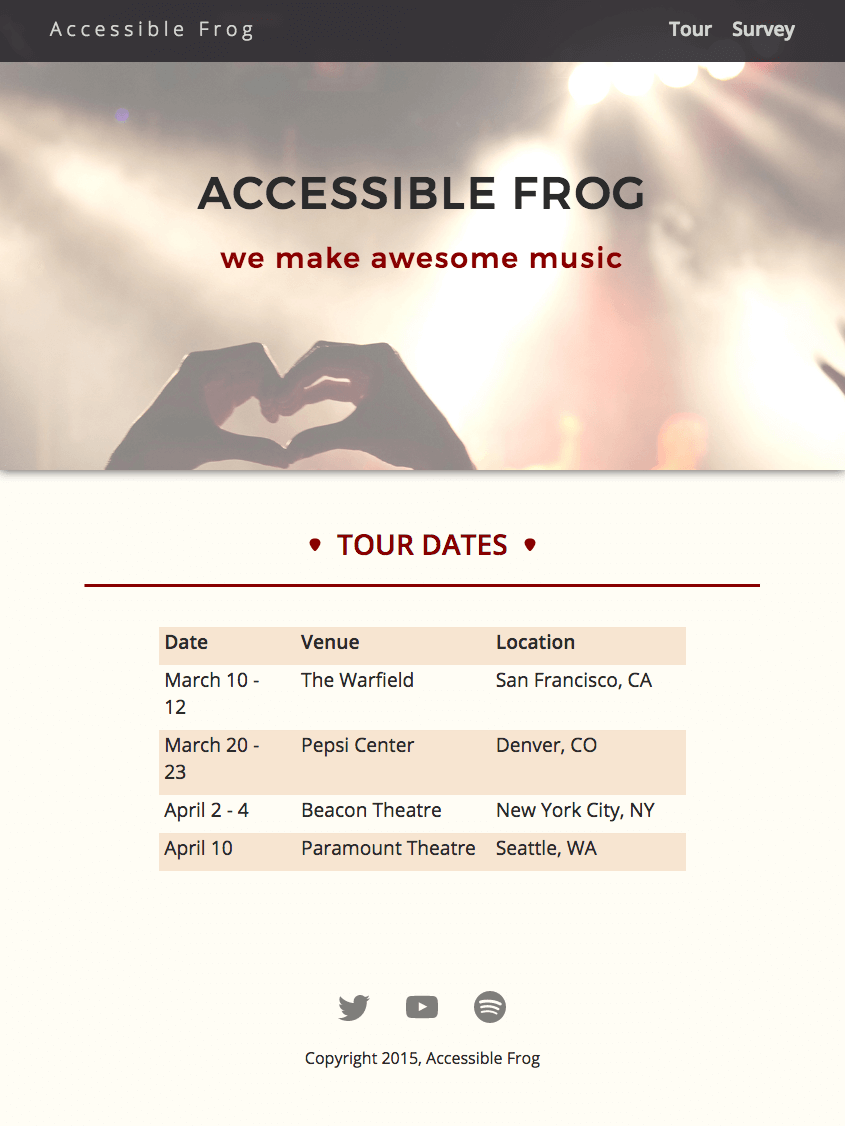 Accessible Frog Tour Survey
ACCESSIBLE FROG
we make awesome music
TOUR DATES
Date Venue Location
March 10 - The Warfield San Francisco, CA
12
March 20 - Pepsi Center Denver, CO
23
April 2 - 4 Beacon Theatre New York City, NY
April 10 Paramount Theatre Seattle, WA
Copyright 2015, Accessible Frog